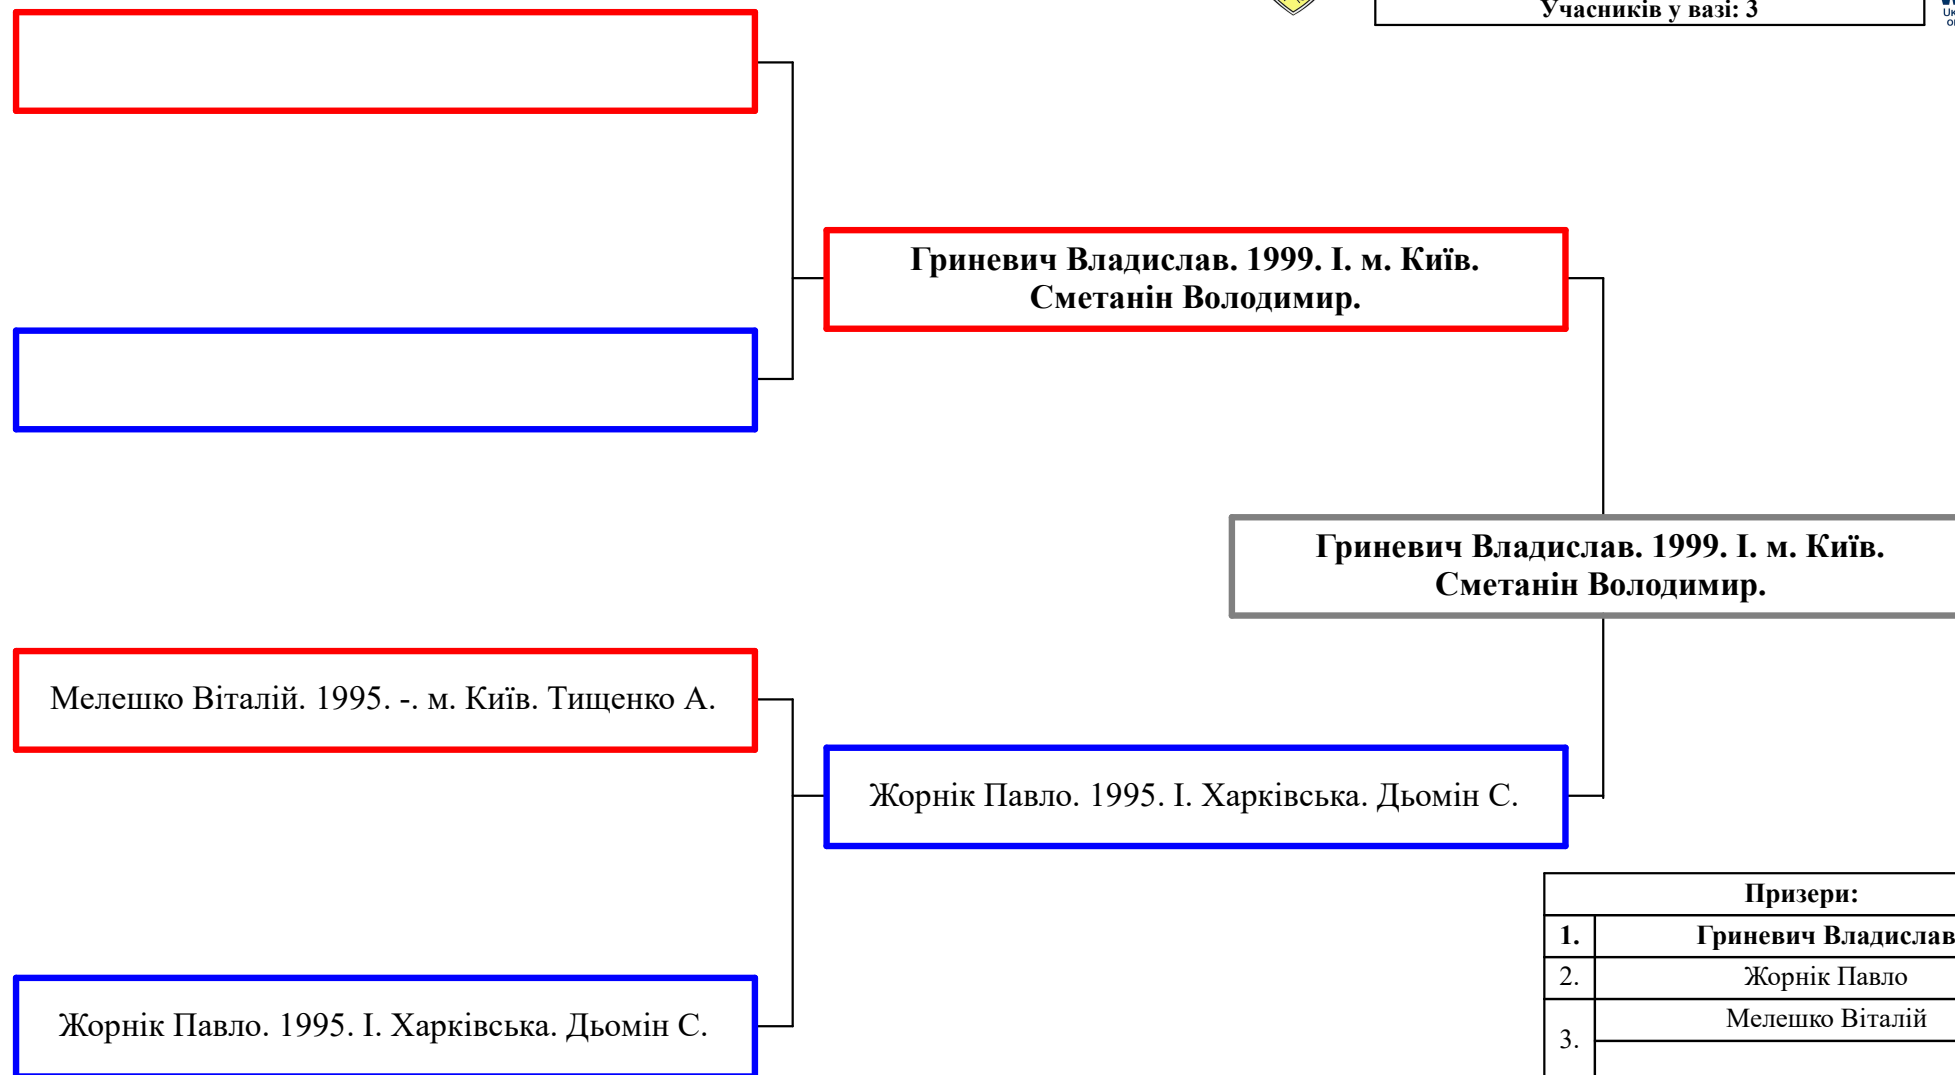 Учасників у вазі: 3
Гриневич Владислав. 1999. І. м. Київ.
Сметанін Володимир.
Гриневич Владислав. 1999. І. м. Київ.
Сметанін Володимир.
Мелешко Віталій. 1995. -. м. Київ. Тищенко А.
Жорнік Павло. 1995. І. Харківська. Дьомін С.
Жорнік Павло. 1995. І. Харківська. Дьомін С.
Призери:
1. Гриневич Владислав
2. Жорнік Павло
3. Мелешко Віталій